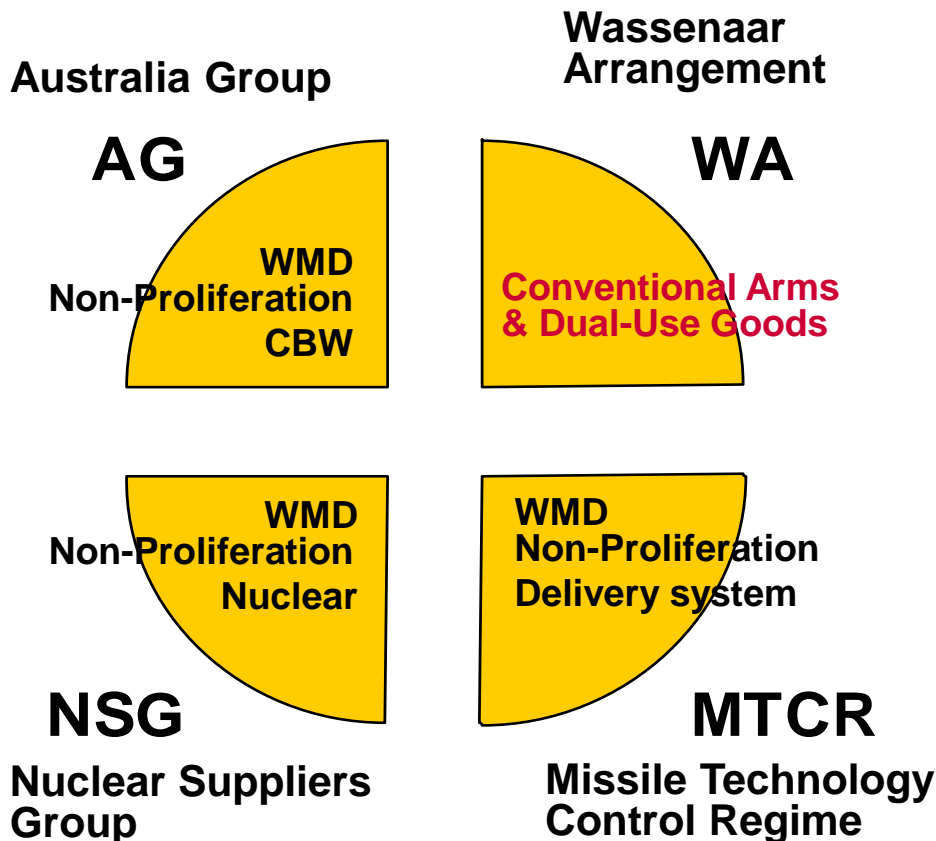 Australia Group
AG
WMD
Non-Proliferation
CBW
Wassenaar
Arrangement
WA
Conventional Arms
& Dual-Use Goods
WMD
Non-Proliferation
Nuclear
NSG
Nuclear Suppliers
Group
WMD
Non-Proliferation
Delivery system
MTCR
Missile Technology
Control Regime